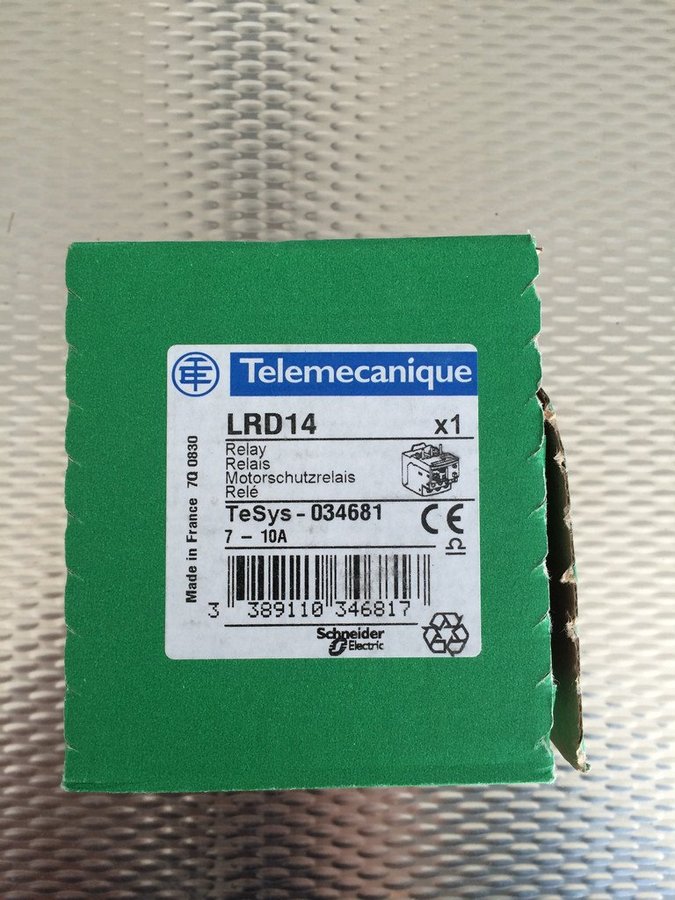 Telemecanique
LRD14 x1
Relay
Relais
Motorschutzrelais
Relé
TeSys - 034681
7 - 10A
CE
3 389110 346817
Schneider
Electric
Made in France 7Q 0830